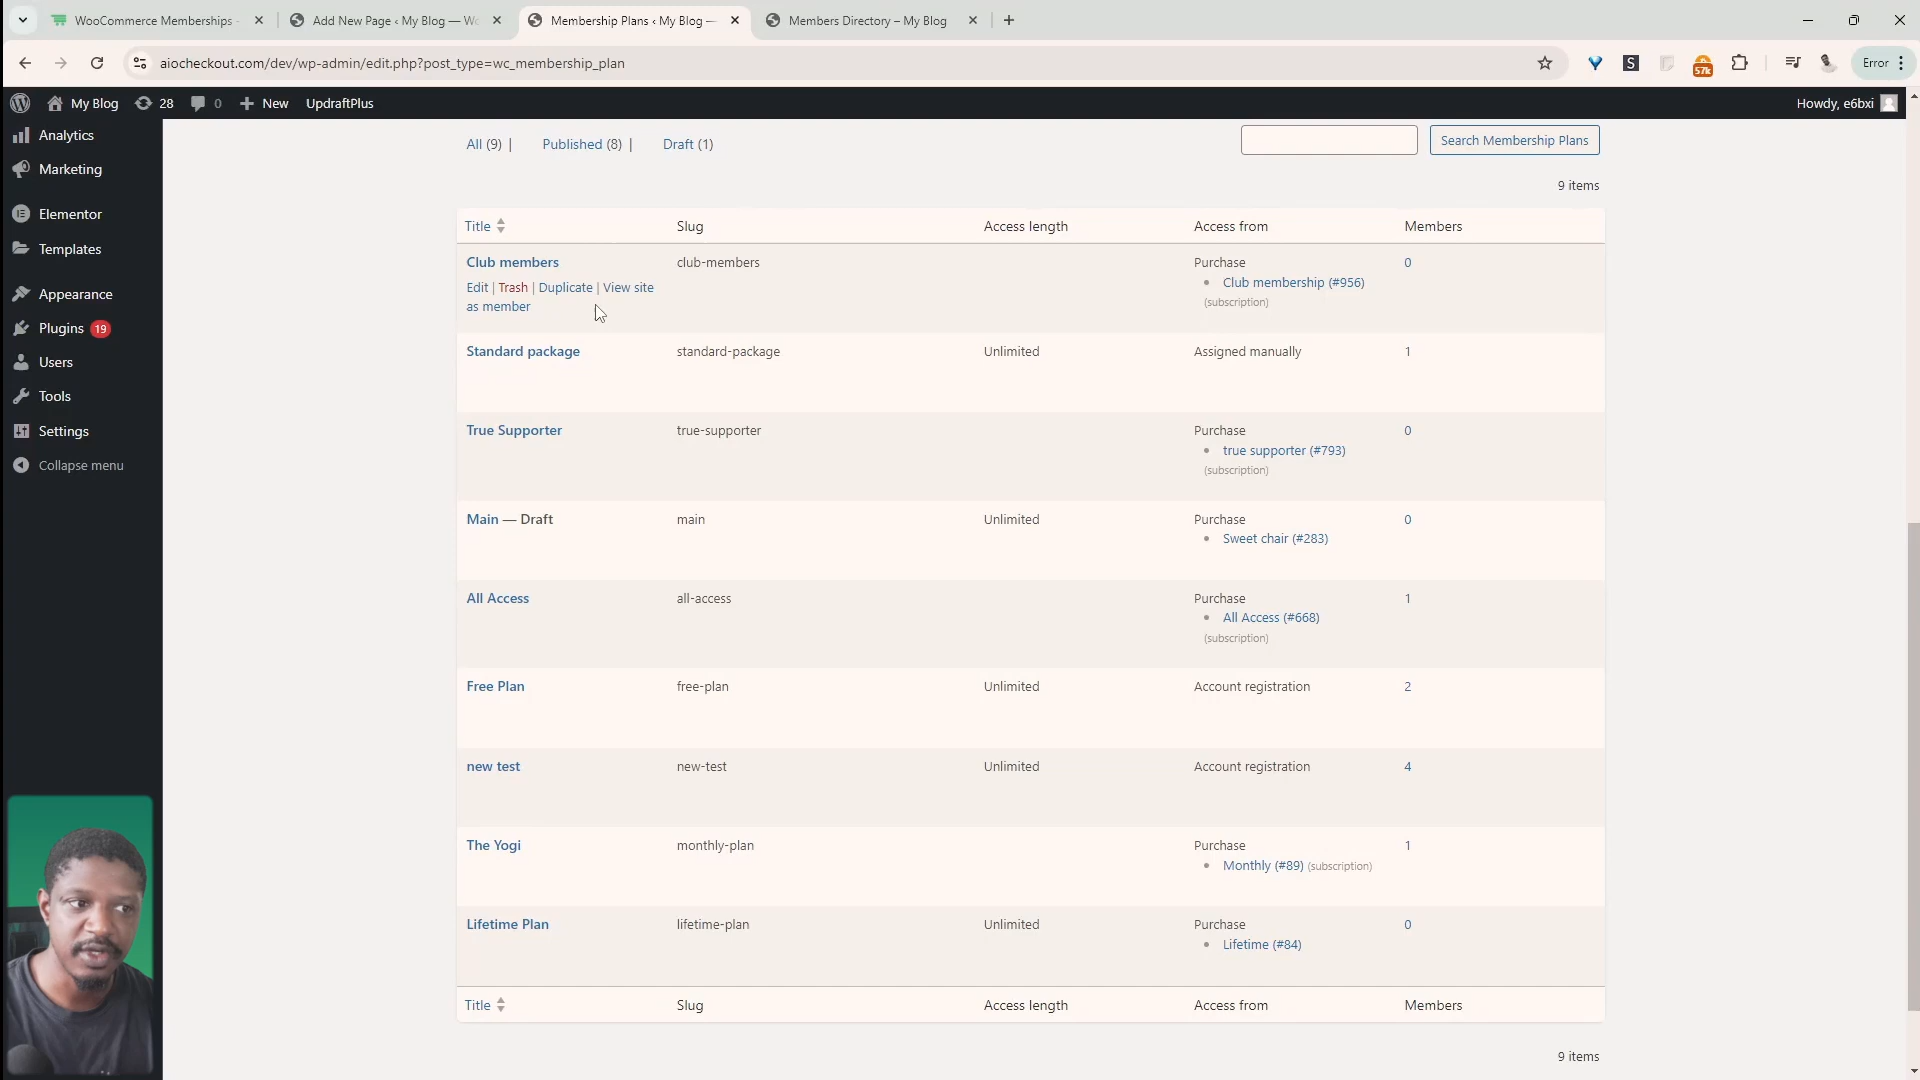 WooCommerce Memberships -
Add New Page ‹ My Blog — Wo
Membership Plans ‹ My Blog —
Members Directory – My Blog
aiocheckout.com/dev/wp-admin/edit.php?post_type=wc_membership_plan
S
57k
Error
My Blog
28
0
New
UpdraftPlus
Howdy, e6bxi
Analytics
Marketing
Elementor
Templates
Appearance
Plugins 19
Users
Tools
Settings
Collapse menu
All (9) |
Published (8) |
Draft (1)
Search Membership Plans
9 items
Title
Slug
Access length
Access from
Members
Club members
club-members
Purchase
0
Club membership (#956)
(subscription)
Edit | Trash | Duplicate | View site
as member
Standard package
standard-package
Unlimited
Assigned manually
1
True Supporter
true-supporter
Purchase
0
true supporter (#793)
(subscription)
Main — Draft
main
Unlimited
Purchase
0
Sweet chair (#283)
All Access
all-access
Purchase
1
All Access (#668)
(subscription)
Free Plan
free-plan
Unlimited
Account registration
2
new test
new-test
Unlimited
Account registration
4
The Yogi
monthly-plan
Purchase
1
Monthly (#89) (subscription)
Lifetime Plan
lifetime-plan
Unlimited
Purchase
0
Lifetime (#84)
Title
Slug
Access length
Access from
Members
9 items